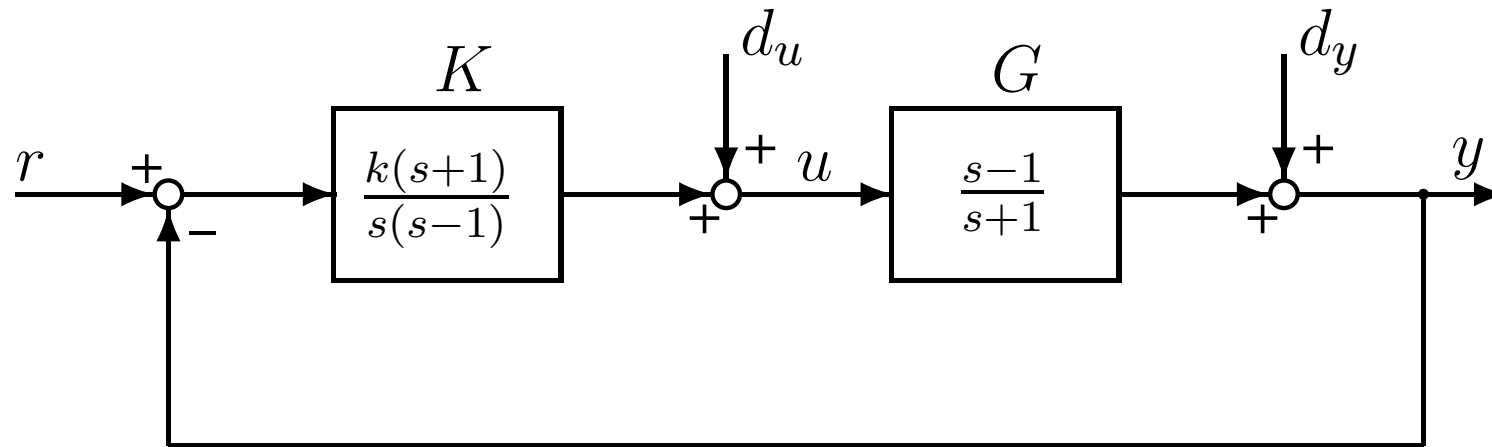 K
d_u
G
d_y
r
+
k(s+1)
s(s−1)
+
u
s−1
s+1
+
y
−
+
+